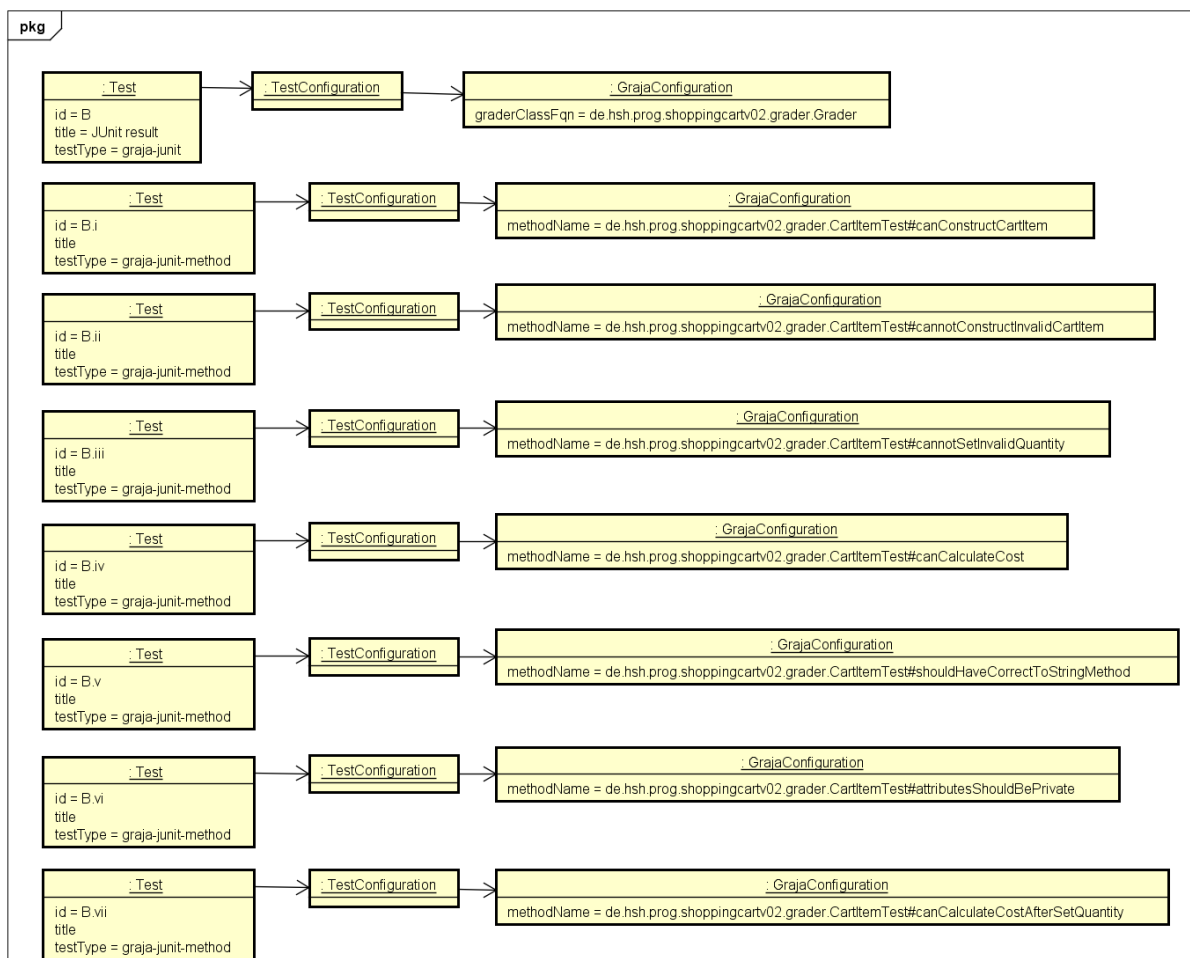 pkg
: Test
id = B
title = JUnit result
testType = graja-junit
: TestConfiguration
: GrajaConfiguration
graderClassFqn = de.hsh.prog.shoppingcartv02.grader.Grader
: Test
id = B.i
title
testType = graja-junit-method
: TestConfiguration
: GrajaConfiguration
methodName = de.hsh.prog.shoppingcartv02.grader.CartItemTest#canConstructCartItem
: Test
id = B.ii
title
testType = graja-junit-method
: TestConfiguration
: GrajaConfiguration
methodName = de.hsh.prog.shoppingcartv02.grader.CartItemTest#cannotConstructInvalidCartItem
: Test
id = B.iii
title
testType = graja-junit-method
: TestConfiguration
: GrajaConfiguration
methodName = de.hsh.prog.shoppingcartv02.grader.CartItemTest#cannotSetInvalidQuantity
: Test
id = B.iv
title
testType = graja-junit-method
: TestConfiguration
: GrajaConfiguration
methodName = de.hsh.prog.shoppingcartv02.grader.CartItemTest#canCalculateCost
: Test
id = B.v
title
testType = graja-junit-method
: TestConfiguration
: GrajaConfiguration
methodName = de.hsh.prog.shoppingcartv02.grader.CartItemTest#shouldHaveCorrectToStringMethod
: Test
id = B.vi
title
testType = graja-junit-method
: TestConfiguration
: GrajaConfiguration
methodName = de.hsh.prog.shoppingcartv02.grader.CartItemTest#attributesShouldBePrivate
: Test
id = B.vii
title
testType = graja-junit-method
: TestConfiguration
: GrajaConfiguration
methodName = de.hsh.prog.shoppingcartv02.grader.CartItemTest#canCalculateCostAfterSetQuantity